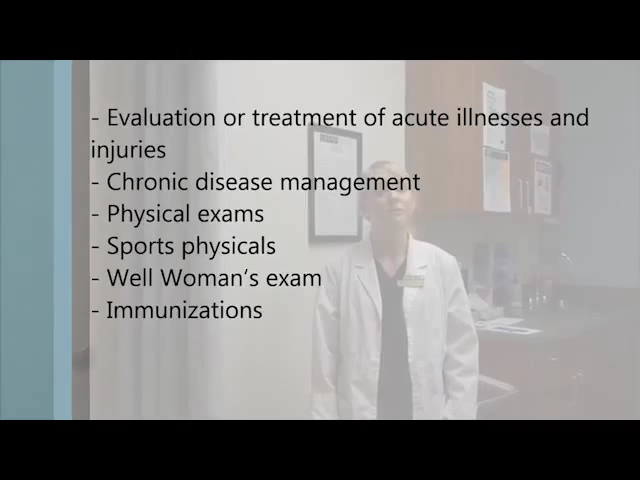 - Evaluation or treatment of acute illnesses and
injuries
- Chronic disease management
- Physical exams
- Sports physicals
- Well Woman's exam
- Immunizations